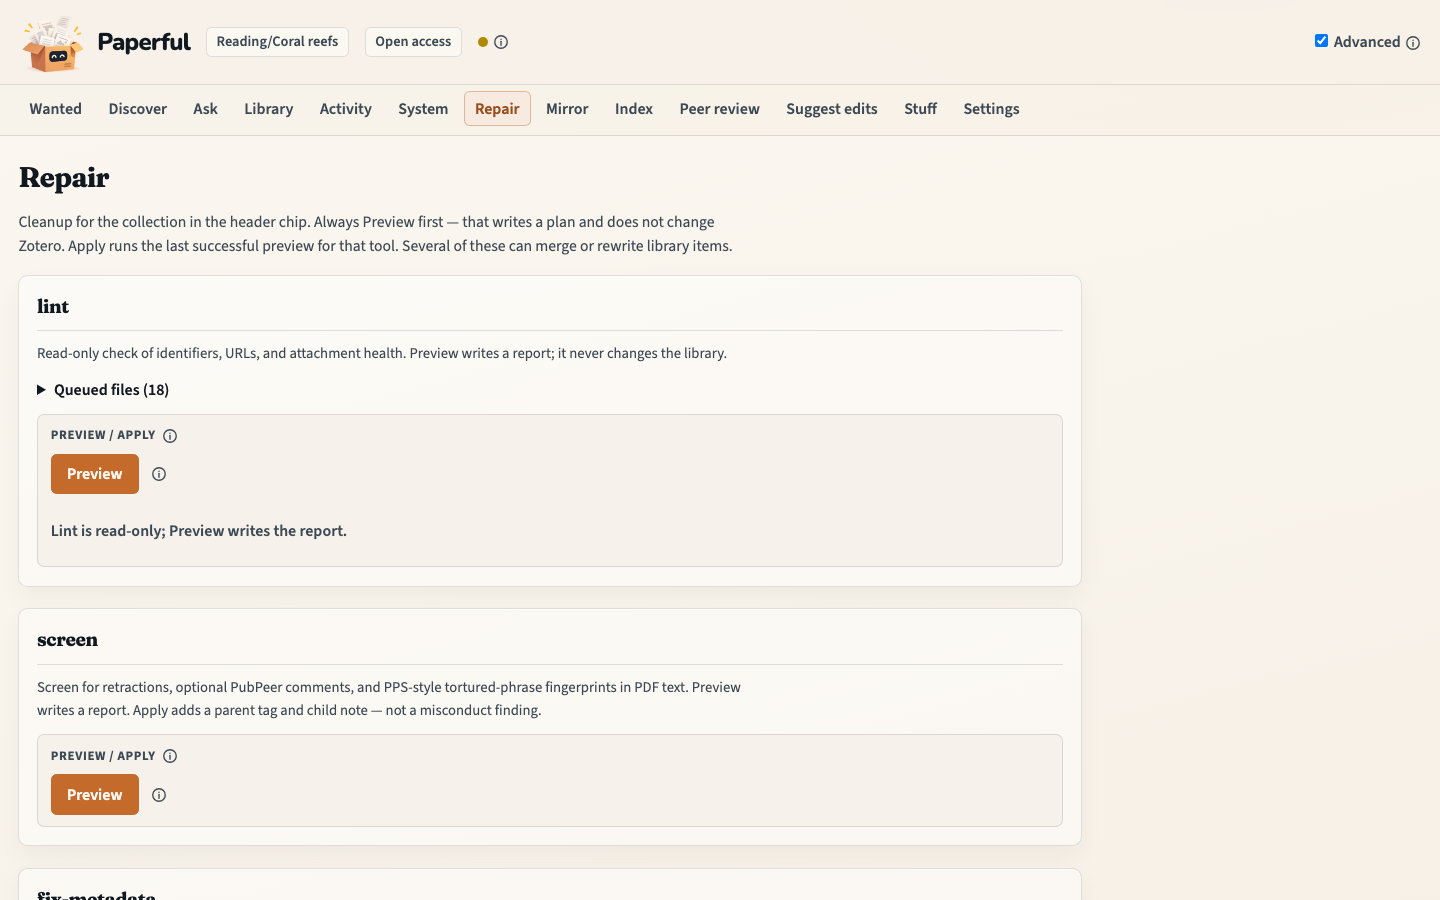 Paperful
Reading/Coral reefs
Open access
Advanced
Wanted
Discover
Ask
Library
Activity
System
Repair
Mirror
Index
Peer review
Suggest edits
Stuff
Settings
Repair
Cleanup for the collection in the header chip. Always Preview first — that writes a plan and does not change
Zotero. Apply runs the last successful preview for that tool. Several of these can merge or rewrite library items.
lint
Read-only check of identifiers, URLs, and attachment health. Preview writes a report; it never changes the library.
Queued files (18)
PREVIEW / APPLY
Preview
Lint is read-only; Preview writes the report.
screen
Screen for retractions, optional PubPeer comments, and PPS-style tortured-phrase fingerprints in PDF text. Preview
writes a report. Apply adds a parent tag and child note — not a misconduct finding.
PREVIEW / APPLY
Preview
fix-metadata